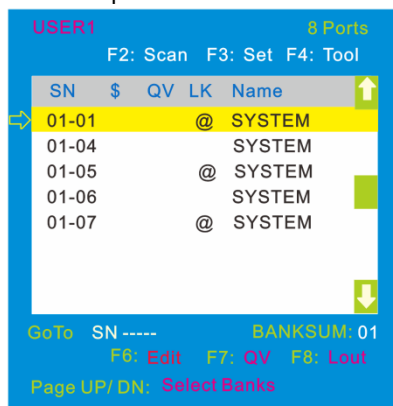 USER1 8 Ports
F2: Scan F3: Set F4: Tool
SN $ QV LK Name
01-01 @ SYSTEM
01-04 SYSTEM
01-05 @ SYSTEM
01-06 SYSTEM
01-07 @ SYSTEM
GoTo SN ----- BANKSUM: 01
F6: Edit F7: QV F8: Lout
Page UP/ DN: Select Banks